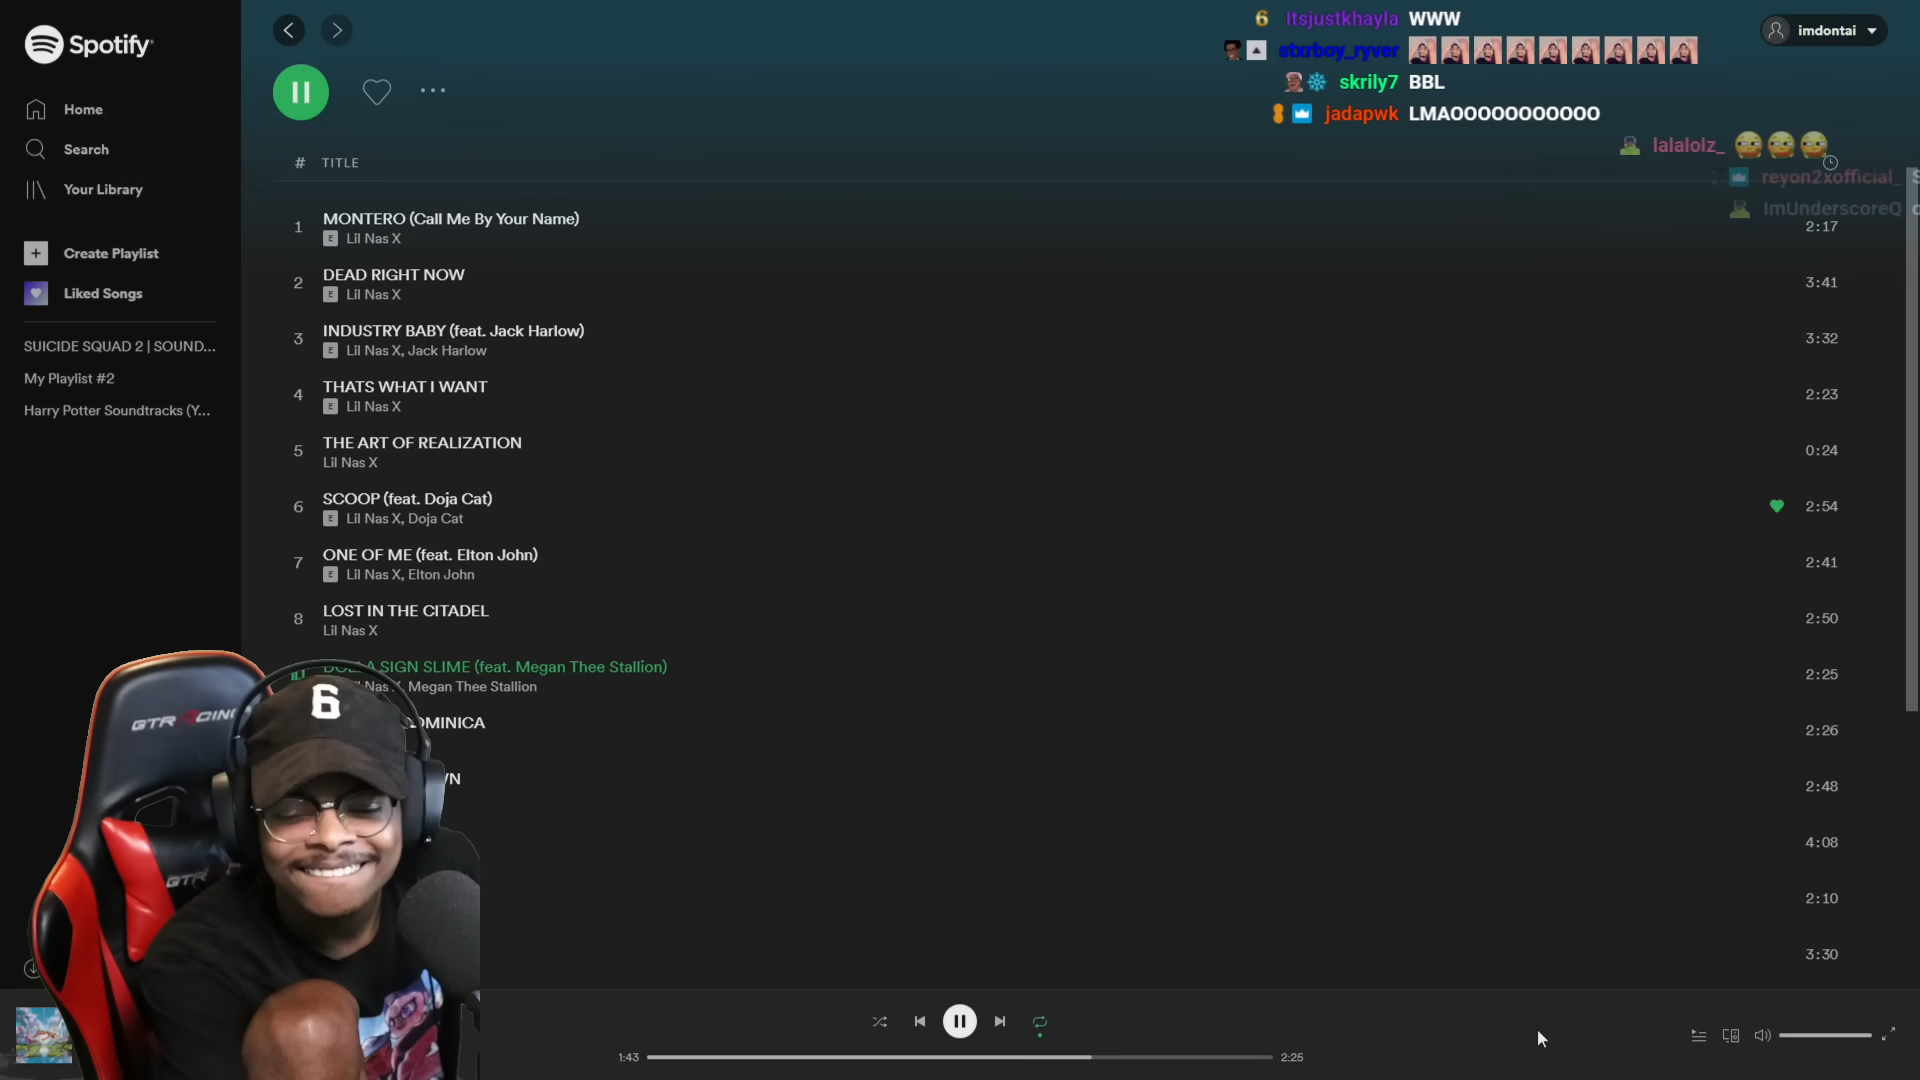 Spotify
Home
Search
Your Library
Create Playlist
Liked Songs
SUICIDE SQUAD 2 | SOUND...
My Playlist #2
Harry Potter Soundtracks (Y...
6 Itsjustkhayla WWW
stxrboy_ryver
skrily7 BBL
jadapwk LMAOOOOOOOOOOO
lalalolz_
reyon2xofficial_
ImUnderscoreQ
imdontai
# TITLE
1 MONTERO (Call Me By Your Name) 2:17
E Lil Nas X
2 DEAD RIGHT NOW 3:41
E Lil Nas X
3 INDUSTRY BABY (feat. Jack Harlow) 3:32
E Lil Nas X, Jack Harlow
4 THATS WHAT I WANT 2:23
E Lil Nas X
5 THE ART OF REALIZATION 0:24
Lil Nas X
6 SCOOP (feat. Doja Cat) 2:54
E Lil Nas X, Doja Cat
7 ONE OF ME (feat. Elton John) 2:41
E Lil Nas X, Elton John
8 LOST IN THE CITADEL 2:50
Lil Nas X
SIGN SLIME (feat. Megan Thee Stallion) 2:25
Nas X, Megan Thee Stallion
DOMINICA 2:26
WN 2:48
4:08
2:10
3:30
GTR RACING
GTR
6
1:43 2:25